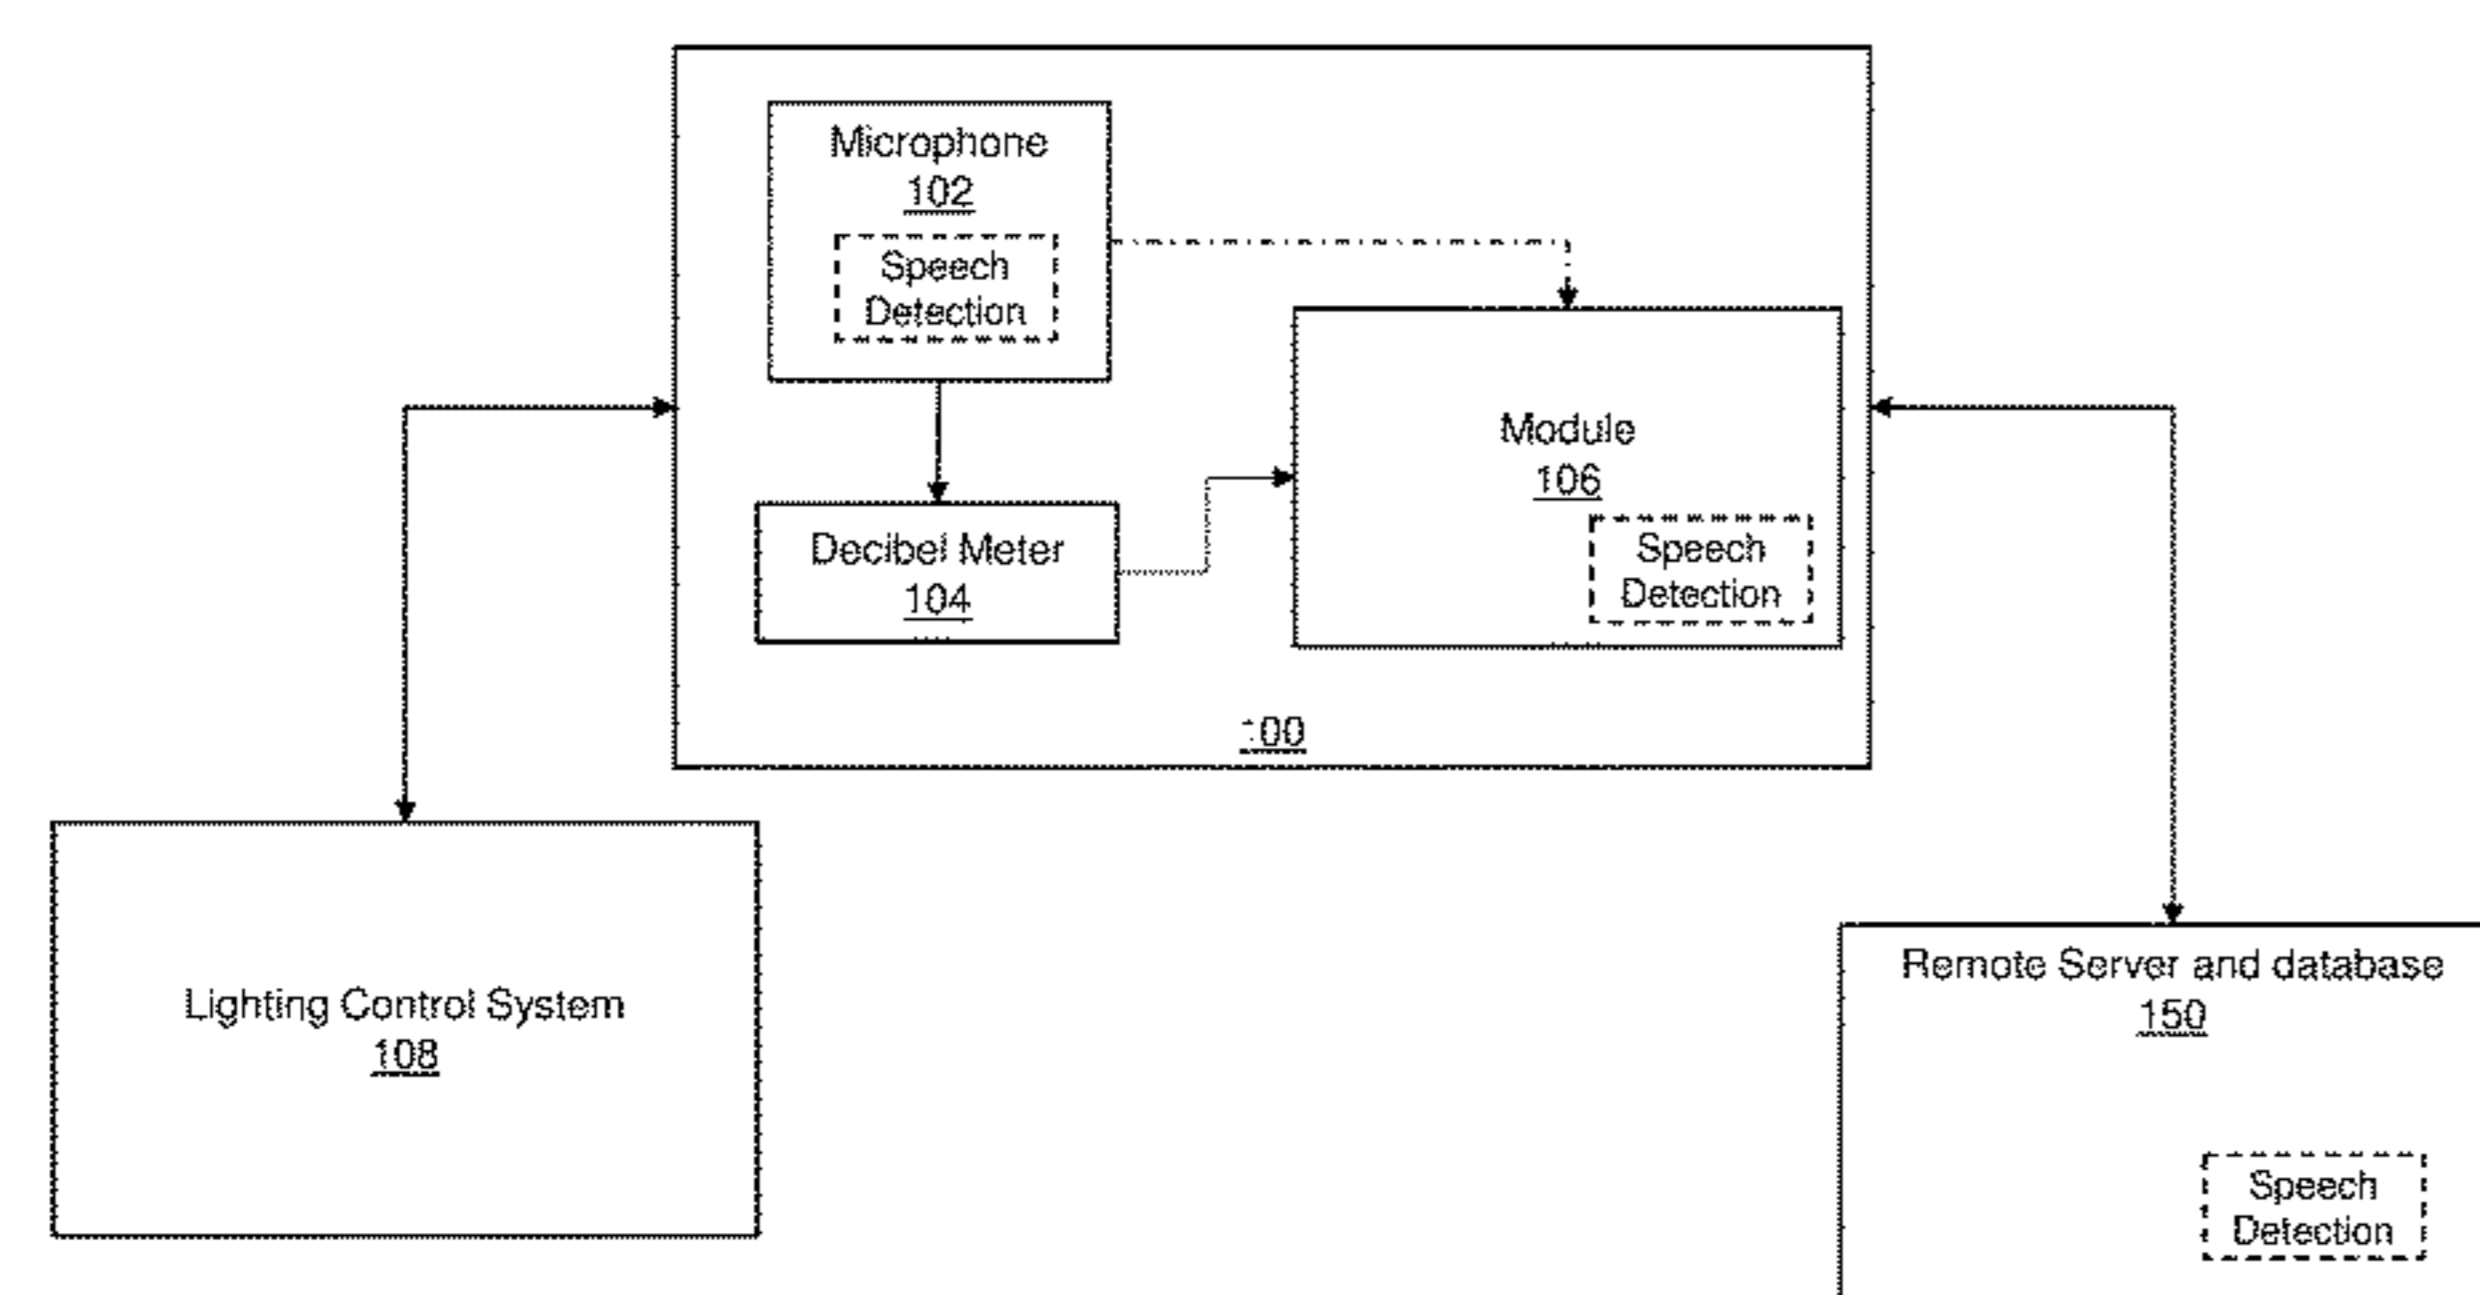 Microphone
102
Speech
Detection
Module
106
Speech
Detection
Decibel Meter
104
100
Lighting Control System
108
Remote Server and database
150
Speech
Detection